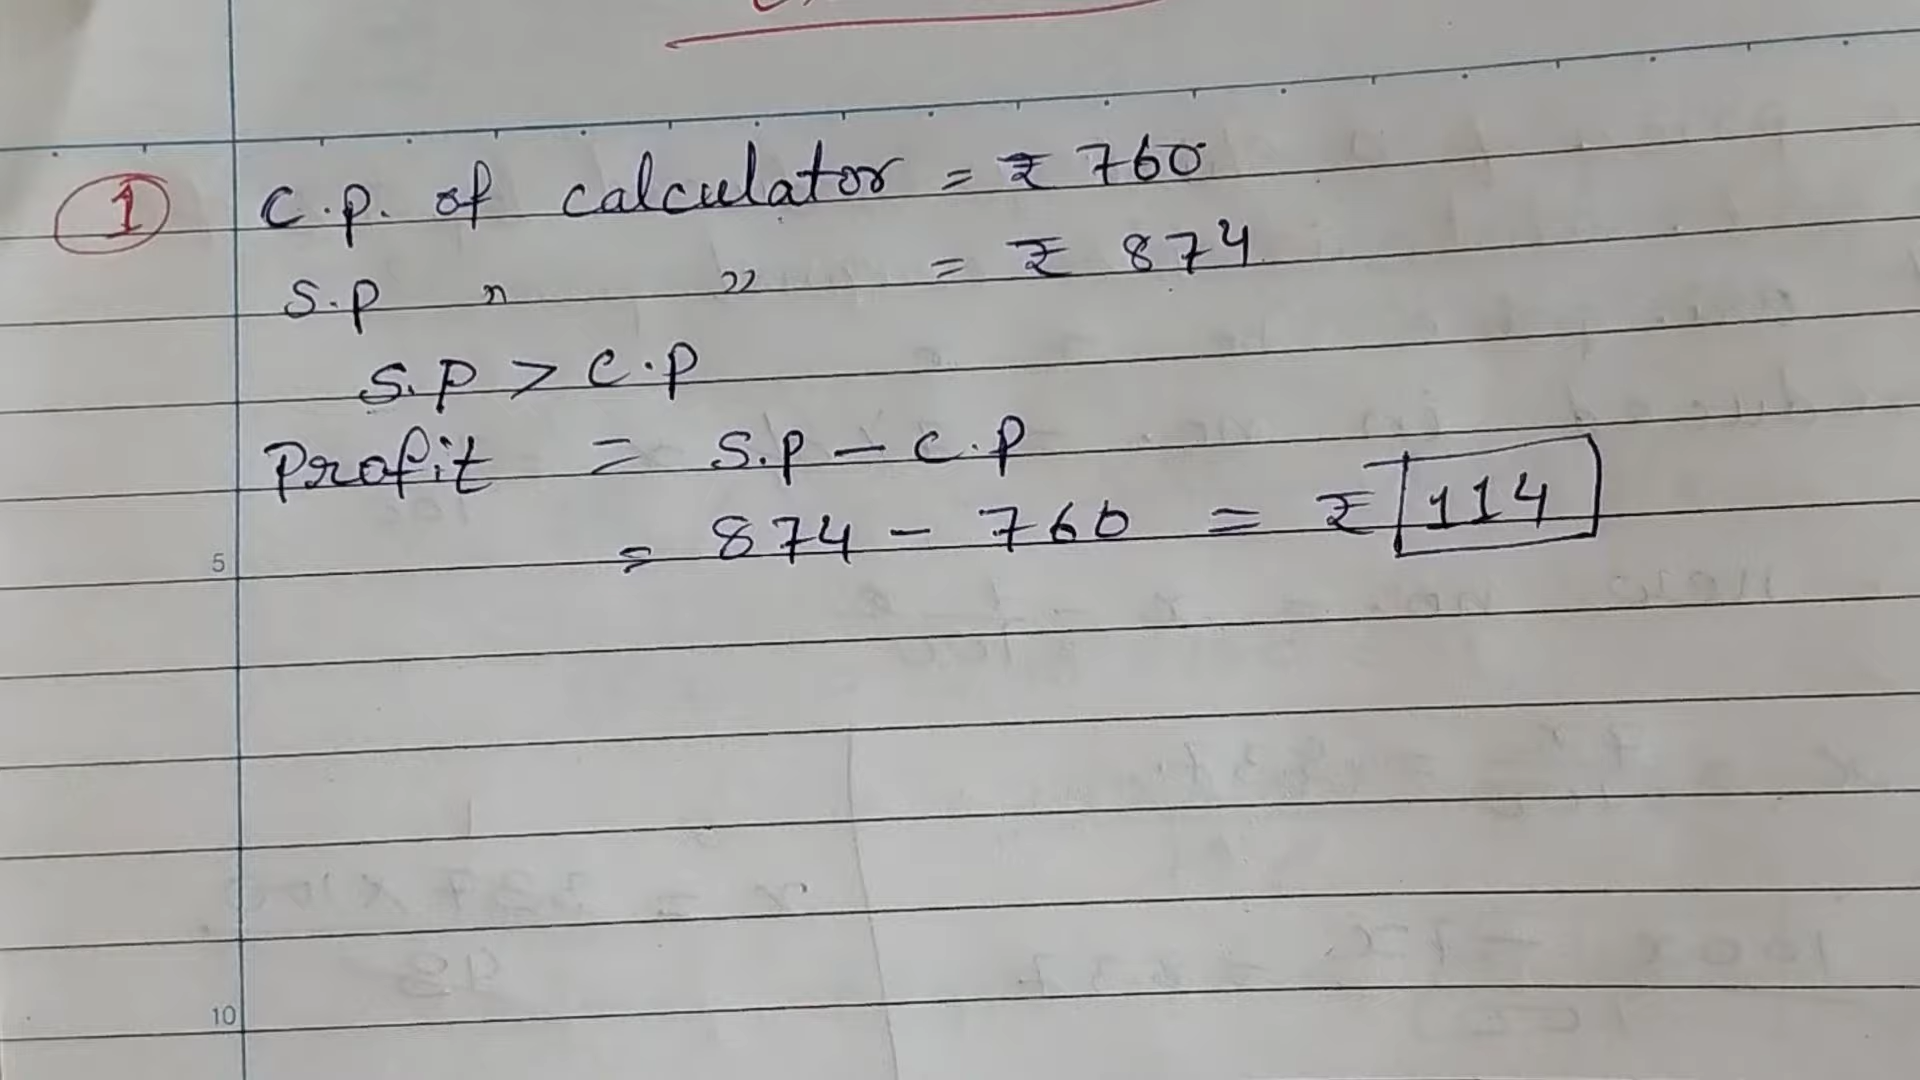 1 C.P. of calculator = ₹ 760
S.P " " = ₹ 874
S.P > C.P
Profit = S.P - C.P
= 874 - 760 = ₹ 114
5
10